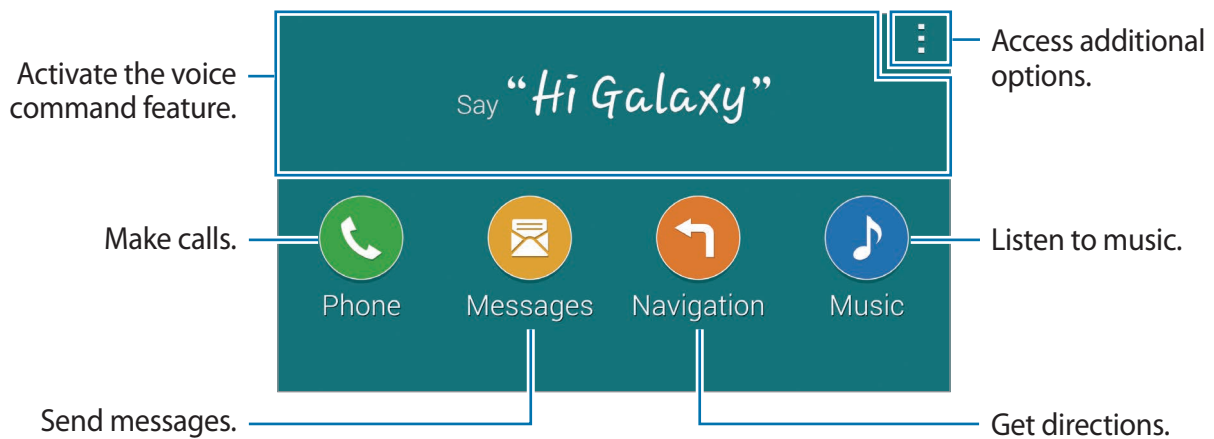 Activate the voice
command feature.
Say “Hi Galaxy”
Access additional
options.
Make calls.
Listen to music.
Phone
Messages
Navigation
Music
Send messages.
Get directions.